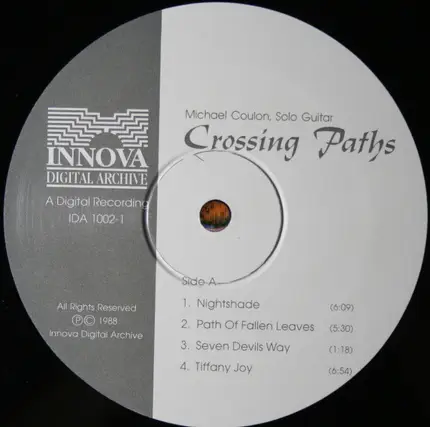 Michael Coulon, Solo Guitar
Crossing Paths
INNOVA
DIGITAL ARCHIVE
A Digital Recording
IDA 1002-1
Side A
1. Nightshade (6:09)
2. Path Of Fallen Leaves (5:30)
3. Seven Devils Way (1:18)
4. Tiffany Joy (6:54)
All Rights Reserved
Ⓟ© 1988
Innova Digital Archive